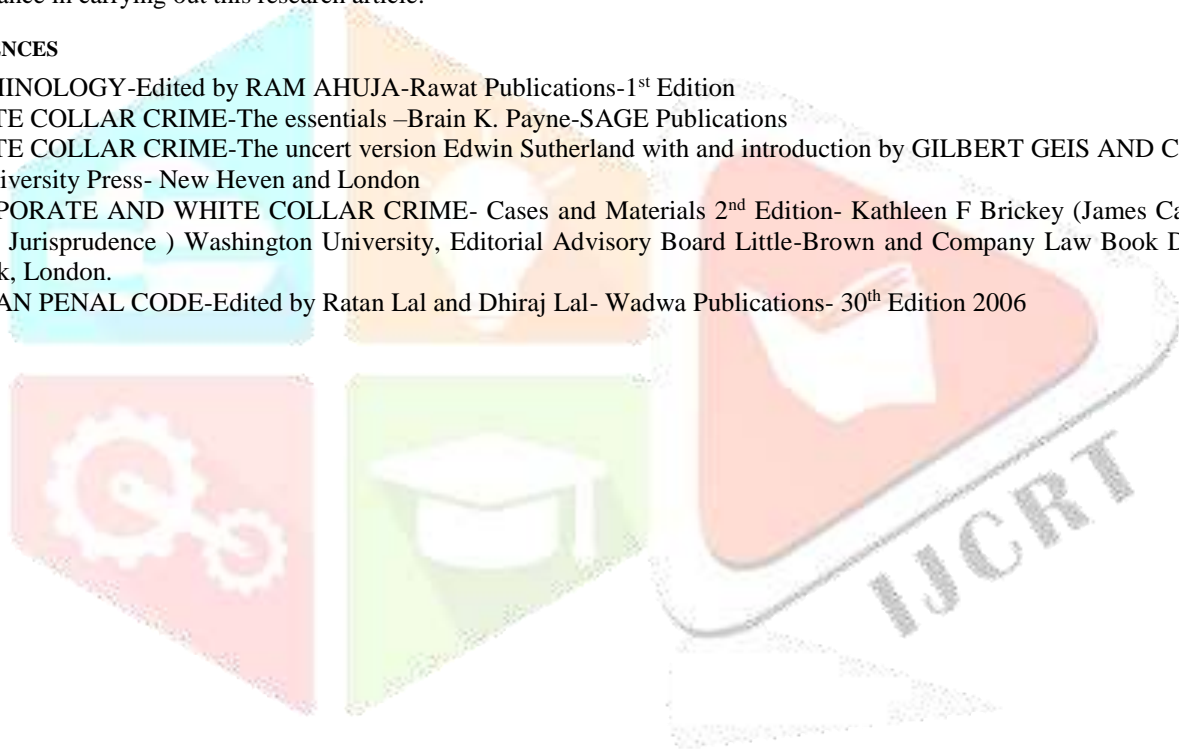 in carrying out this research article.
ENCES
MINOLOGY-Edited by RAM AHUJA-Rawat Publications-1st Edition
TE COLLAR CRIME-The essentials –Brain K. Payne-SAGE Publications
TE COLLAR CRIME-The uncert version Edwin Sutherland with and introduction by GILBERT GEIS AND C
iversity Press- New Heven and London
PORATE AND WHITE COLLAR CRIME- Cases and Materials 2nd Edition- Kathleen F Brickey (James Ca
Jurisprudence ) Washington University, Editorial Advisory Board Little-Brown and Company Law Book D
k, London.
AN PENAL CODE-Edited by Ratan Lal and Dhiraj Lal- Wadwa Publications- 30th Edition 2006
IJCRT